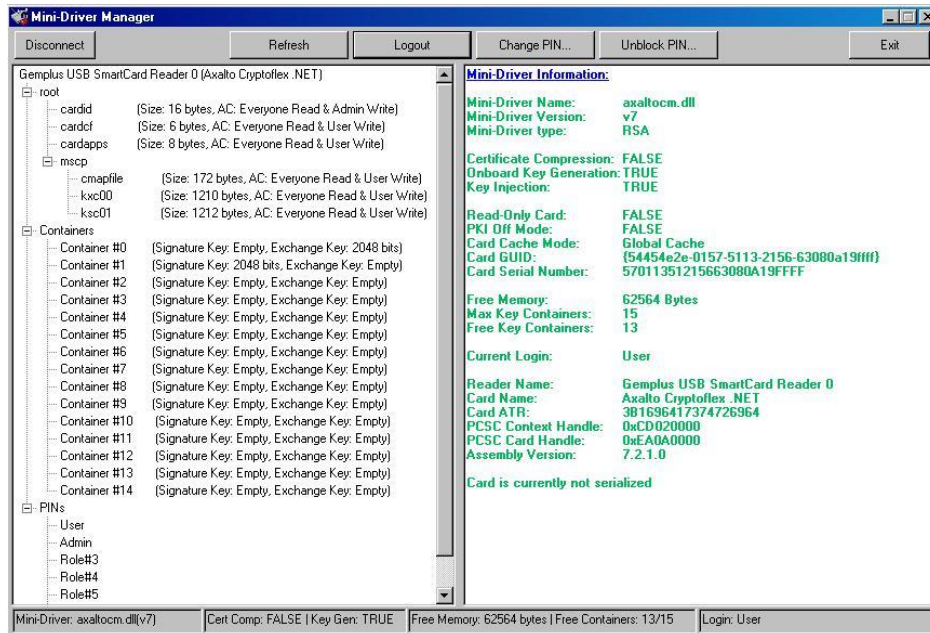 Mini-Driver Manager
Disconnect Refresh Logout Change PIN... Unblock PIN... Exit
Gemplus USB SmartCard Reader 0 (Axalto Cryptoflex .NET)
root
cardid (Size: 16 bytes, AC: Everyone Read & Admin Write)
cardcf (Size: 6 bytes, AC: Everyone Read & User Write)
cardapps (Size: 8 bytes, AC: Everyone Read & User Write)
mscp
cmapfile (Size: 172 bytes, AC: Everyone Read & User Write)
kxc00 (Size: 1210 bytes, AC: Everyone Read & User Write)
ksc01 (Size: 1212 bytes, AC: Everyone Read & User Write)
Containers
Container #0 (Signature Key: Empty, Exchange Key: 2048 bits)
Container #1 (Signature Key: 2048 bits, Exchange Key: Empty)
Container #2 (Signature Key: Empty, Exchange Key: Empty)
Container #3 (Signature Key: Empty, Exchange Key: Empty)
Container #4 (Signature Key: Empty, Exchange Key: Empty)
Container #5 (Signature Key: Empty, Exchange Key: Empty)
Container #6 (Signature Key: Empty, Exchange Key: Empty)
Container #7 (Signature Key: Empty, Exchange Key: Empty)
Container #8 (Signature Key: Empty, Exchange Key: Empty)
Container #9 (Signature Key: Empty, Exchange Key: Empty)
Container #10 (Signature Key: Empty, Exchange Key: Empty)
Container #11 (Signature Key: Empty, Exchange Key: Empty)
Container #12 (Signature Key: Empty, Exchange Key: Empty)
Container #13 (Signature Key: Empty, Exchange Key: Empty)
Container #14 (Signature Key: Empty, Exchange Key: Empty)
PINs
User
Admin
Role#3
Role#4
Role#5
Mini-Driver Information:
Mini-Driver Name: axaltocm.dll
Mini-Driver Version: v7
Mini-Driver type: RSA
Certificate Compression: FALSE
Onboard Key Generation: TRUE
Key Injection: TRUE
Read-Only Card: FALSE
PKI Off Mode: FALSE
Card Cache Mode: Global Cache
Card GUID: {54454e2e-0157-5113-2156-63080a19ffff}
Card Serial Number: 57011351215663080A19FFFF
Free Memory: 62564 Bytes
Max Key Containers: 15
Free Key Containers: 13
Current Login: User
Reader Name: Gemplus USB SmartCard Reader 0
Card Name: Axalto Cryptoflex .NET
Card ATR: 3B1696417374726964
PCSC Context Handle: 0xCD020000
PCSC Card Handle: 0xEA0A0000
Assembly Version: 7.2.1.0
Card is currently not serialized
Mini-Driver: axaltocm.dll(v7) Cert Comp: FALSE | Key Gen: TRUE Free Memory: 62564 bytes | Free Containers: 13/15 Login: User